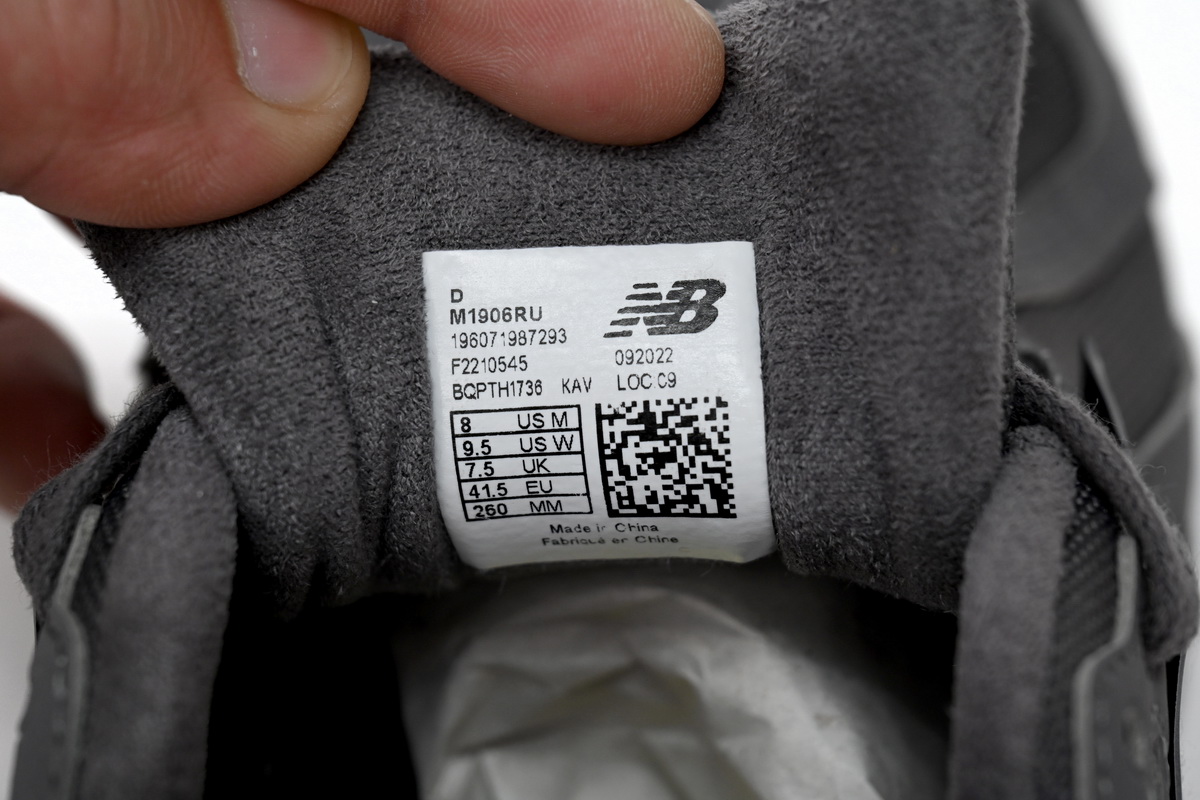 D
M1906RU
196071987293
F2210545
BQPTH1736 KAV
NB
092022
LOC:09
8 US M
9.5 US W
7.5 UK
41.5 EU
260 MM
Made in China
Fabriqué en Chine